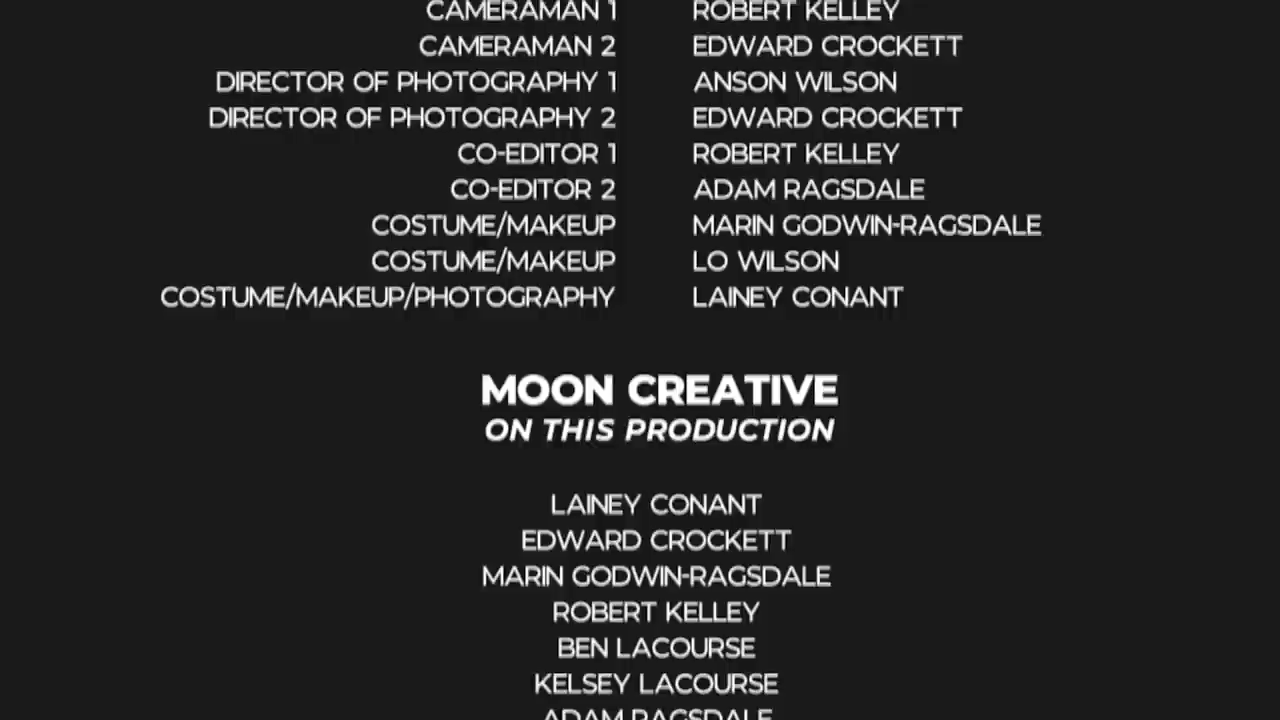 CAMERAMAN 1 ROBERT KELLEY
CAMERAMAN 2 EDWARD CROCKETT
DIRECTOR OF PHOTOGRAPHY 1 ANSON WILSON
DIRECTOR OF PHOTOGRAPHY 2 EDWARD CROCKETT
CO-EDITOR 1 ROBERT KELLEY
CO-EDITOR 2 ADAM RAGSDALE
COSTUME/MAKEUP MARIN GODWIN-RAGSDALE
COSTUME/MAKEUP LO WILSON
COSTUME/MAKEUP/PHOTOGRAPHY LAINEY CONANT
MOON CREATIVE
ON THIS PRODUCTION
LAINEY CONANT
EDWARD CROCKETT
MARIN GODWIN-RAGSDALE
ROBERT KELLEY
BEN LACOURSE
KELSEY LACOURSE
ADAM RAGSDALE